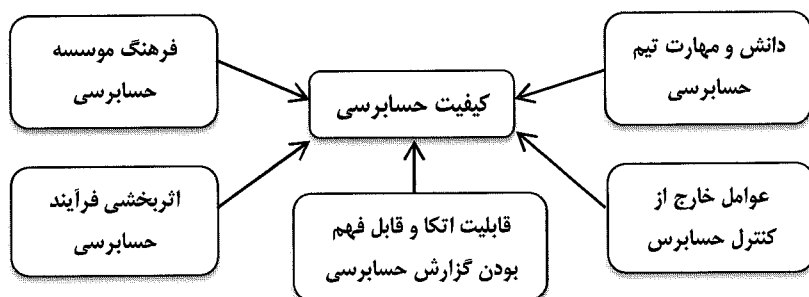 دانش و مهارت تیم
حسابرسی
فرهنگ موسسه
حسابرسی
کیفیت حسابرسی
عوامل خارج از
کنترل حسابرس
قابلیت اتکا و قابل فهم
بودن گزارش حسابرسی
اثربخشی فرآیند
حسابرسی